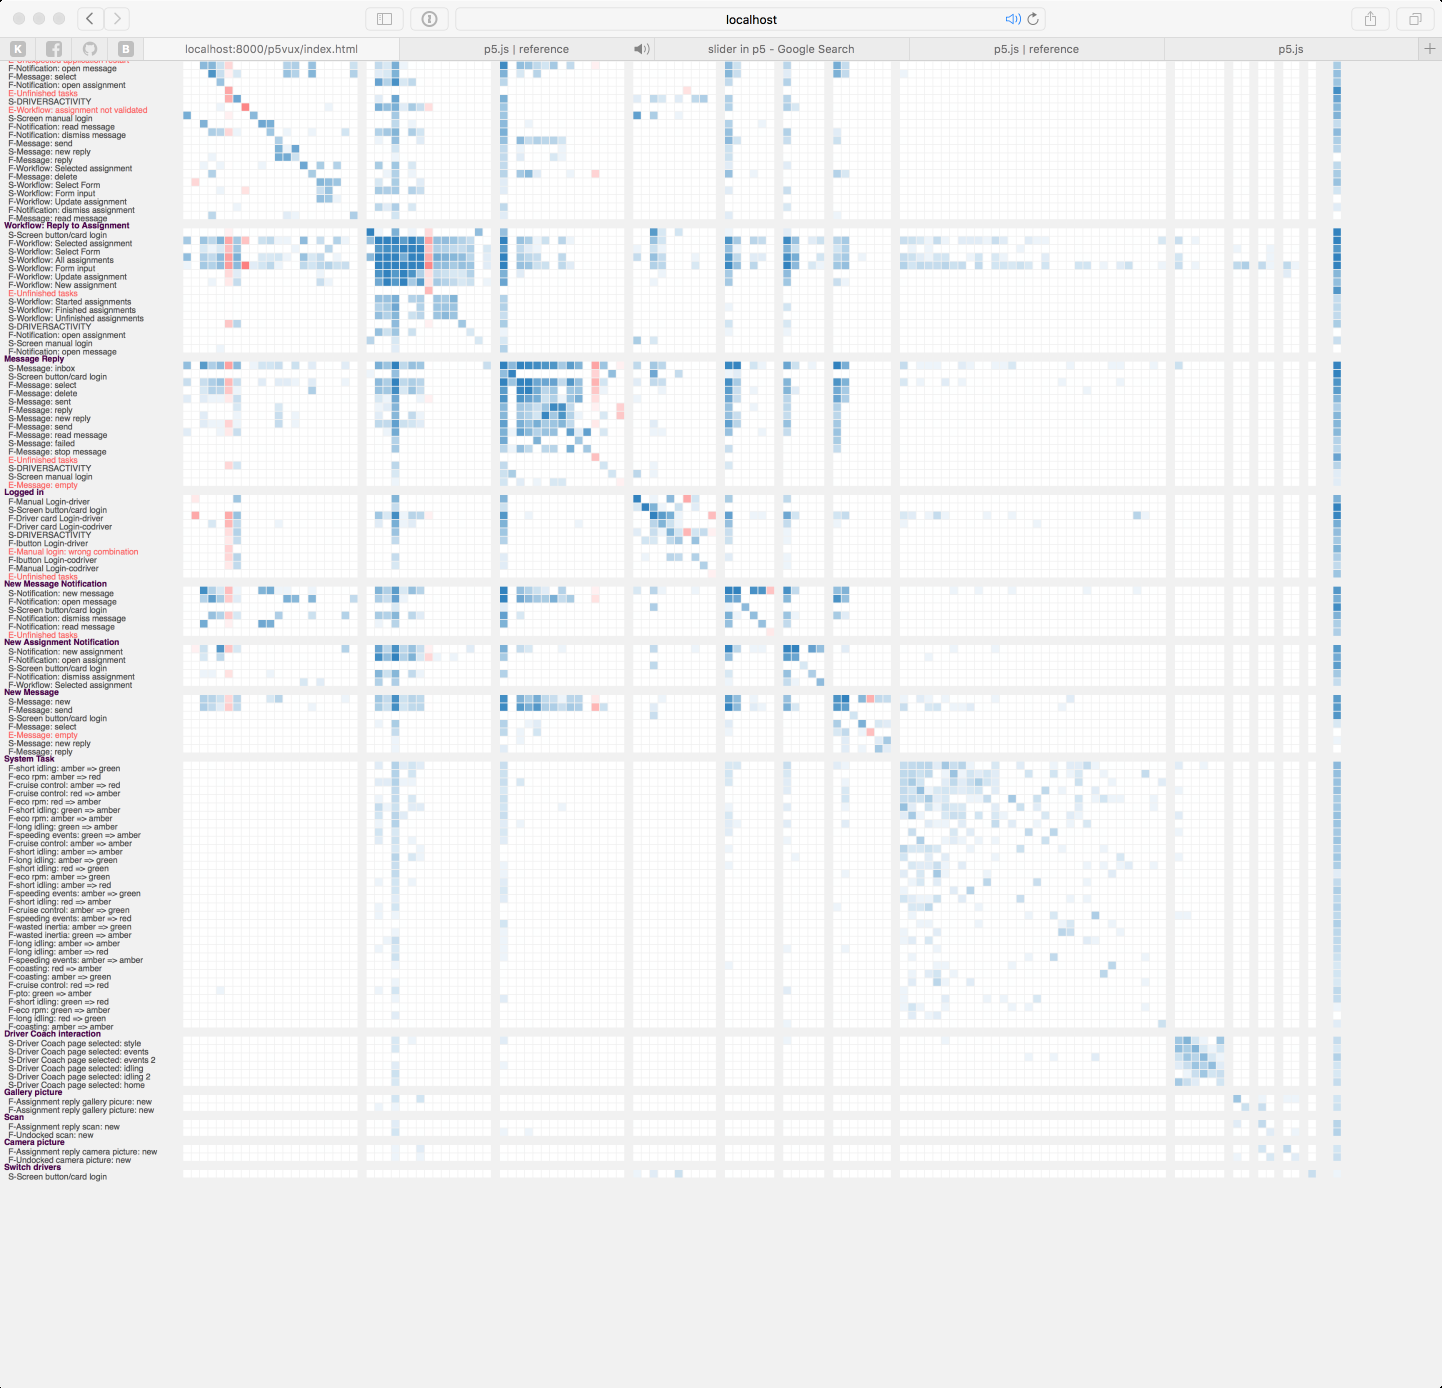 localhost
K
B
localhost:8000/p5vux/index.html
p5.js | reference
slider in p5 - Google Search
p5.js | reference
p5.js
E-Unexpected application restart
F-Notification: open message
F-Message: select
F-Notification: open assignment
E-Unfinished tasks
S-DRIVERSACTIVITY
E-Workflow: assignment not validated
S-Screen manual login
F-Notification: read message
F-Notification: dismiss message
F-Message: send
S-Message: new reply
F-Message: reply
F-Workflow: Selected assignment
F-Message: delete
S-Workflow: Select Form
S-Workflow: Form input
F-Workflow: Update assignment
F-Notification: dismiss assignment
F-Message: read message
Workflow: Reply to Assignment
S-Screen button/card login
F-Workflow: Selected assignment
S-Workflow: Select Form
S-Workflow: All assignments
S-Workflow: Form input
F-Workflow: Update assignment
F-Workflow: New assignment
E-Unfinished tasks
S-Workflow: Started assignments
S-Workflow: Finished assignments
S-Workflow: Unfinished assignments
S-DRIVERSACTIVITY
F-Notification: open assignment
S-Screen manual login
F-Notification: open message
Message Reply
S-Message: inbox
S-Screen button/card login
F-Message: select
F-Message: delete
S-Message: sent
F-Message: reply
S-Message: new reply
F-Message: send
F-Message: read message
S-Message: failed
F-Message: stop message
E-Unfinished tasks
S-DRIVERSACTIVITY
S-Screen manual login
E-Message: empty
Logged in
F-Manual Login-driver
S-Screen button/card login
F-Driver card Login-driver
F-Driver card Login-codriver
S-DRIVERSACTIVITY
F-Ibutton Login-driver
E-Manual login: wrong combination
F-Ibutton Login-codriver
F-Manual Login-codriver
E-Unfinished tasks
New Message Notification
S-Notification: new message
F-Notification: open message
S-Screen button/card login
F-Notification: dismiss message
F-Notification: read message
E-Unfinished tasks
New Assignment Notification
S-Notification: new assignment
F-Notification: open assignment
S-Screen button/card login
F-Notification: dismiss assignment
F-Workflow: Selected assignment
New Message
S-Message: new
F-Message: send
S-Screen button/card login
F-Message: select
E-Message: empty
S-Message: new reply
F-Message: reply
System Task
F-short idling: amber => green
F-eco rpm: amber => red
F-cruise control: amber => red
F-cruise control: red => amber
F-eco rpm: red => amber
F-short idling: green => amber
F-eco rpm: amber => amber
F-long idling: green => amber
F-speeding events: green => amber
F-cruise control: amber => amber
F-short idling: amber => amber
F-long idling: amber => green
F-short idling: red => green
F-eco rpm: amber => green
F-short idling: amber => red
F-speeding events: amber => green
F-short idling: red => amber
F-cruise control: amber => green
F-speeding events: amber => red
F-wasted inertia: amber => green
F-wasted inertia: green => amber
F-long idling: amber => amber
F-long idling: amber => red
F-speeding events: amber => amber
F-coasting: red => amber
F-coasting: amber => green
F-cruise control: red => red
F-pto: green => amber
F-short idling: green => red
F-eco rpm: green => amber
F-long idling: red => green
F-coasting: amber => amber
Driver Coach interaction
S-Driver Coach page selected: style
S-Driver Coach page selected: events
S-Driver Coach page selected: events 2
S-Driver Coach page selected: idling
S-Driver Coach page selected: idling 2
S-Driver Coach page selected: home
Gallery picture
F-Assignment reply gallery picure: new
F-Assignment reply gallery picture: new
Scan
F-Assignment reply scan: new
F-Undocked scan: new
Camera picture
F-Assignment reply camera picture: new
F-Undocked camera picture: new
Switch drivers
S-Screen button/card login